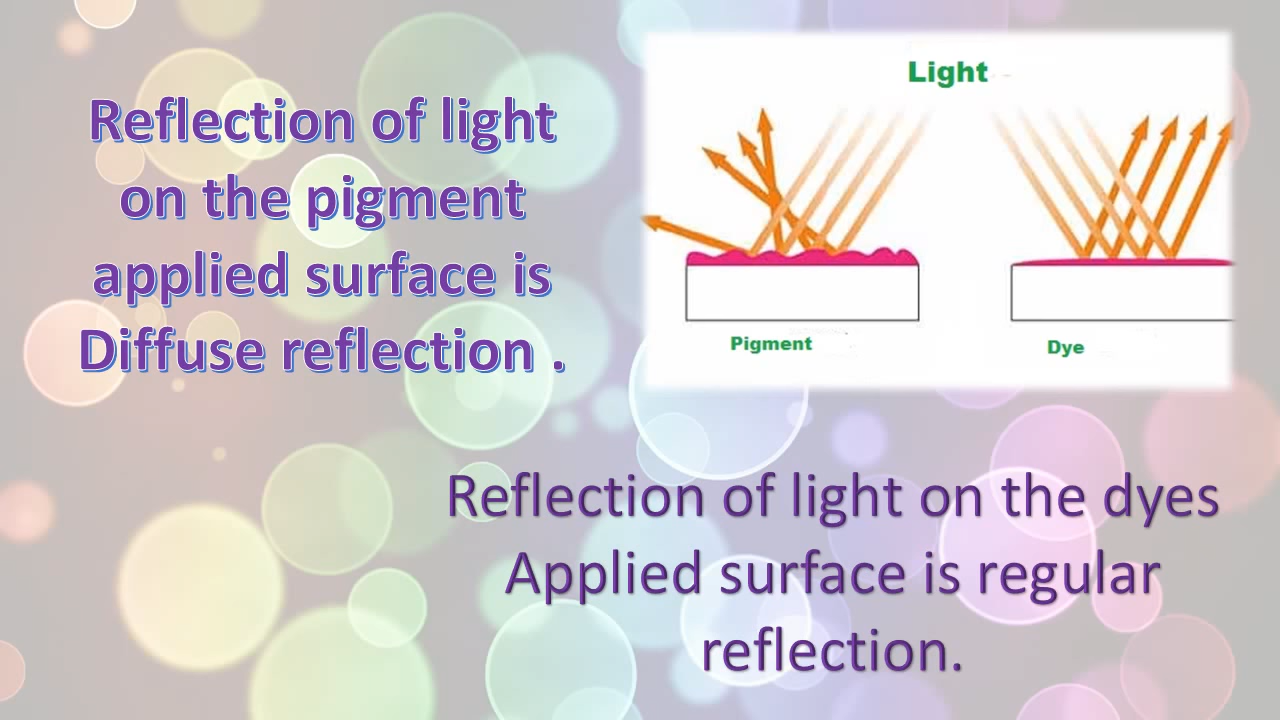 Reflection of light
on the pigment
applied surface is
Diffuse reflection .
Light
Pigment
Dye
Reflection of light on the dyes
Applied surface is regular
reflection.